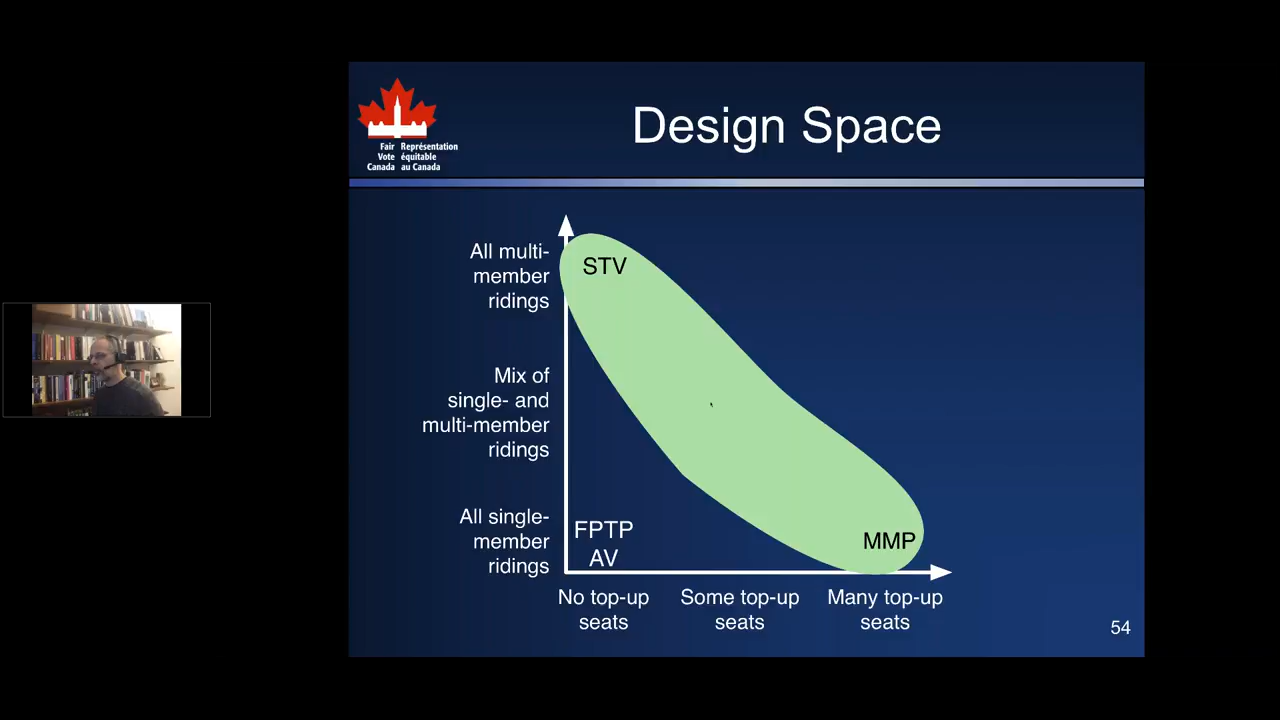 Design Space
Fair Représentation
Vote équitable
Canada au Canada
All multi-
member
ridings
STV
Mix of
single- and
multi-member
ridings
All single-
member
ridings
FPTP
AV
MMP
No top-up
seats
Some top-up
seats
Many top-up
seats
54